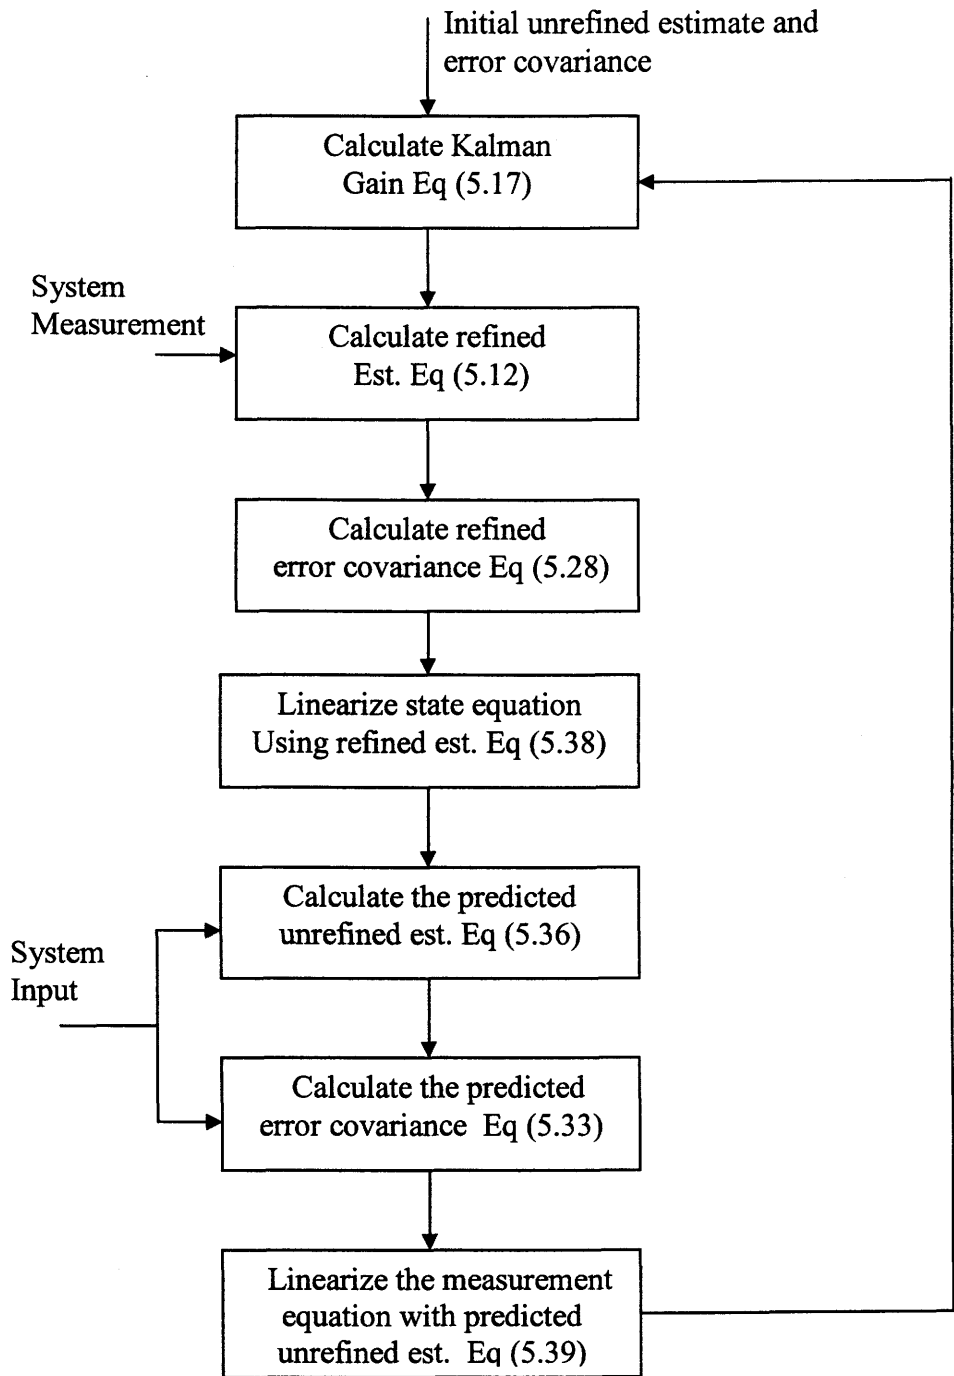 Initial unrefined estimate and
error covariance
Calculate Kalman
Gain Eq (5.17)
System
Measurement
Calculate refined
Est. Eq (5.12)
Calculate refined
error covariance Eq (5.28)
Linearize state equation
Using refined est. Eq (5.38)
Calculate the predicted
unrefined est. Eq (5.36)
System
Input
Calculate the predicted
error covariance Eq (5.33)
Linearize the measurement
equation with predicted
unrefined est. Eq (5.39)